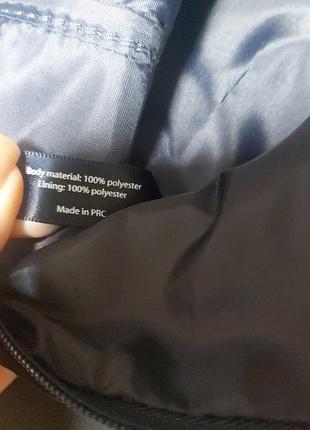 Body material: 100% polyester
Lining: 100% polyester
Made in PRC